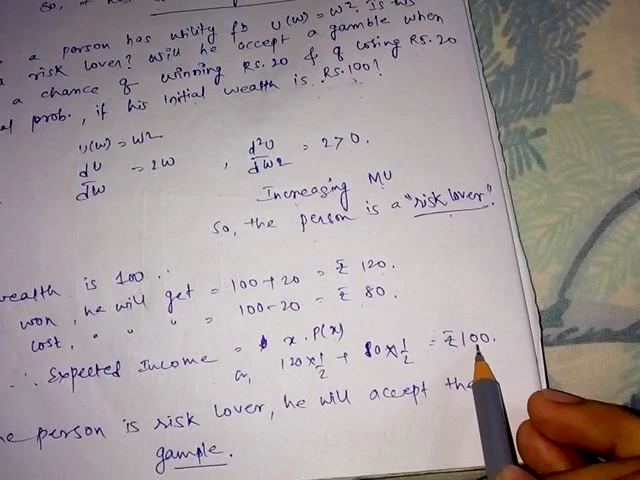 So, it
a person has utility fn U(W) = W². Is his
risk lover? Will he accept a gamble when
a chance of winning RS. 20 & of losing RS. 20
prob., if his initial wealth is RS. 100?
U(W) = W²
dU/dW = 2W , d²U/dW2 = 2>0.
Increasing MU
So, the person is a "risk lover".
wealth is 100 ∴
won, he will get = 100+20 = ₹ 120.
lost, " " " = 100-20 = ₹ 80.
∴ Expected Income = x.P(x)
a, 120 × 1/2 + 80 × 1/2 = ₹100.
person is risk lover, he will accept the
gample.